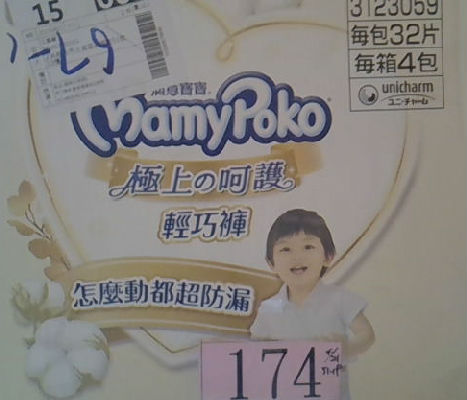 15
3123059
每包32片
每箱4包
unicharm
ユニ・チャーム
滿意寶寶
MamyPoko
極上の呵護
輕巧褲
怎麼動都超防漏
174